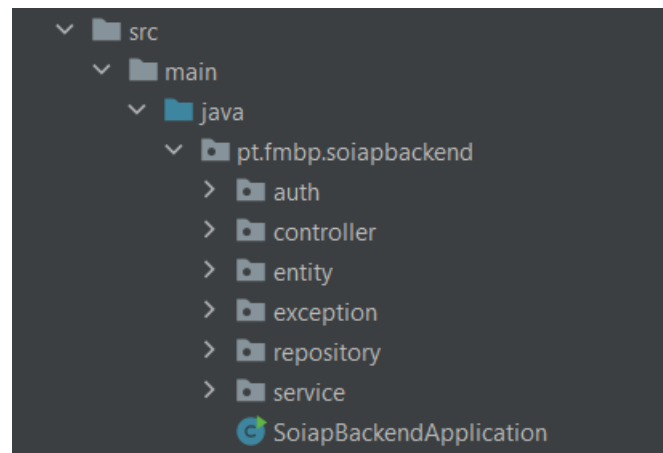 src
main
java
pt.fmbp.soiapbackend
auth
controller
entity
exception
repository
service
SoiapBackendApplication